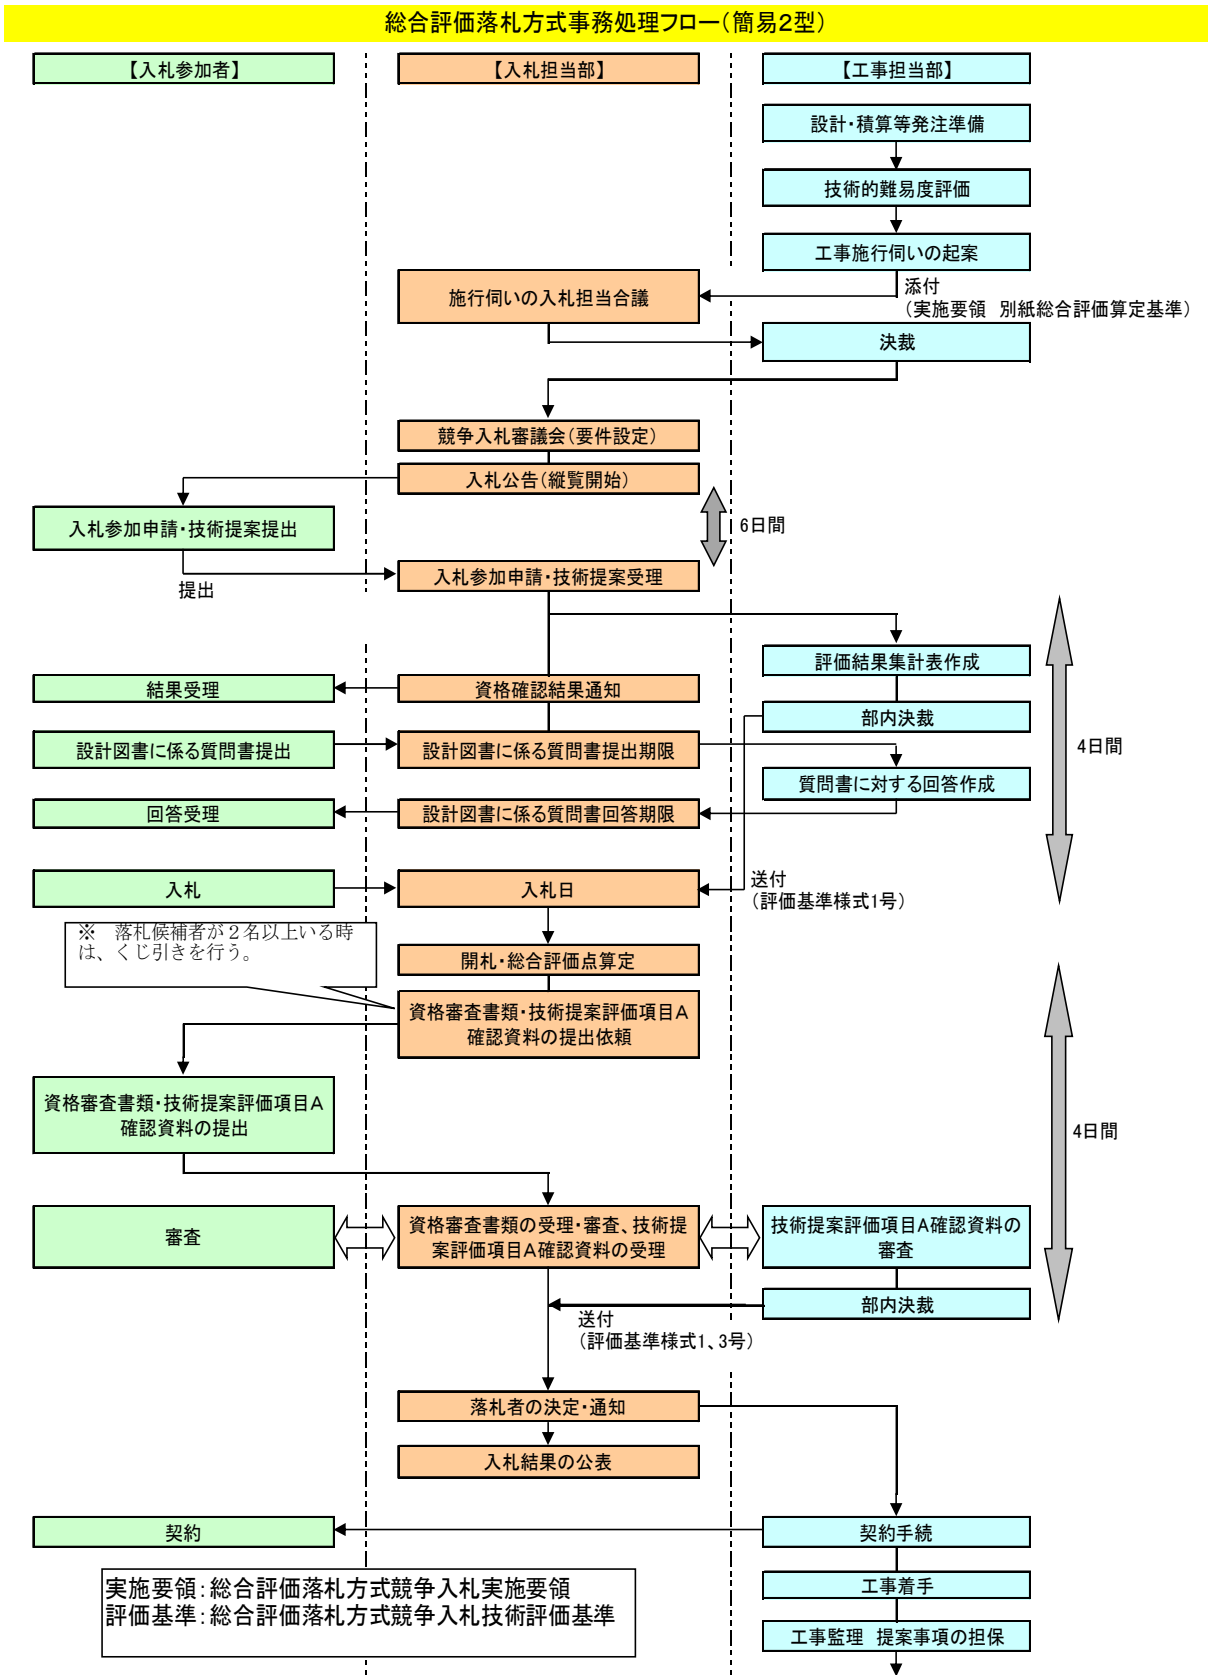 総合評価落札方式事務処理フロー(簡易2型)
【入札参加者】
【入札担当部】
【工事担当部】
設計・積算等発注準備
技術的難易度評価
工事施行伺いの起案
添付
(実施要領 別紙総合評価算定基準)
施行伺いの入札担当合議
決裁
競争入札審議会(要件設定)
入札公告(縦覧開始)
入札参加申請・技術提案提出
6日間
提出
入札参加申請・技術提案受理
評価結果集計表作成
結果受理
資格確認結果通知
部内決裁
設計図書に係る質問書提出
設計図書に係る質問書提出期限
4日間
質問書に対する回答作成
回答受理
設計図書に係る質問書回答期限
入札
入札日
送付
(評価基準様式1号)
※ 落札候補者が2名以上いる時
は、くじ引きを行う。
開札・総合評価点算定
資格審査書類・技術提案評価項目A
確認資料の提出依頼
資格審査書類・技術提案評価項目A
確認資料の提出
4日間
審査
資格審査書類の受理・審査、技術提
案評価項目A確認資料の受理
技術提案評価項目A確認資料の
審査
部内決裁
送付
(評価基準様式1、3号)
落札者の決定・通知
入札結果の公表
契約
契約手続
工事着手
工事監理 提案事項の担保
実施要領:総合評価落札方式競争入札実施要領
評価基準:総合評価落札方式競争入札技術評価基準